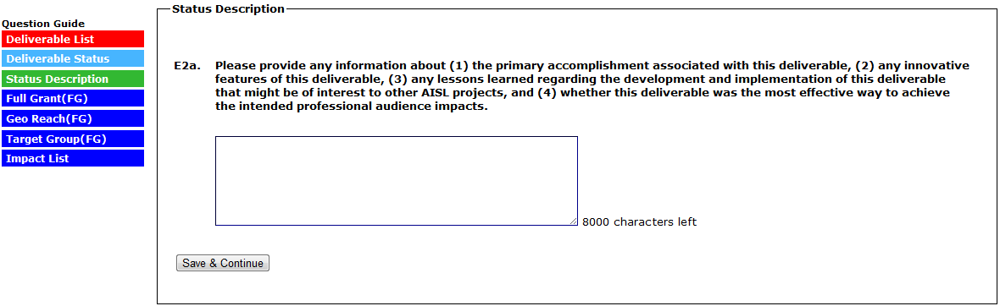 Question Guide
Deliverable List
Deliverable Status
Status Description
Full Grant(FG)
Geo Reach(FG)
Target Group(FG)
Impact List
Status Description
E2a. Please provide any information about (1) the primary accomplishment associated with this deliverable, (2) any innovative
features of this deliverable, (3) any lessons learned regarding the development and implementation of this deliverable
that might be of interest to other AISL projects, and (4) whether this deliverable was the most effective way to achieve
the intended professional audience impacts.
8000 characters left
Save & Continue